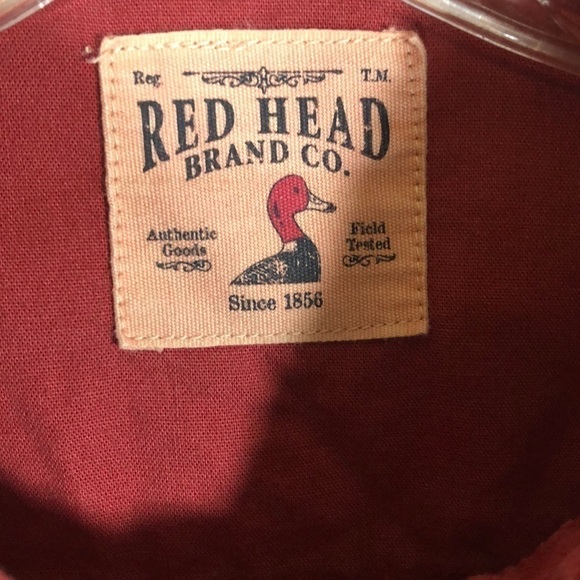 Reg. T.M.
RED HEAD
BRAND CO.
Authentic Goods
Field Tested
Since 1856